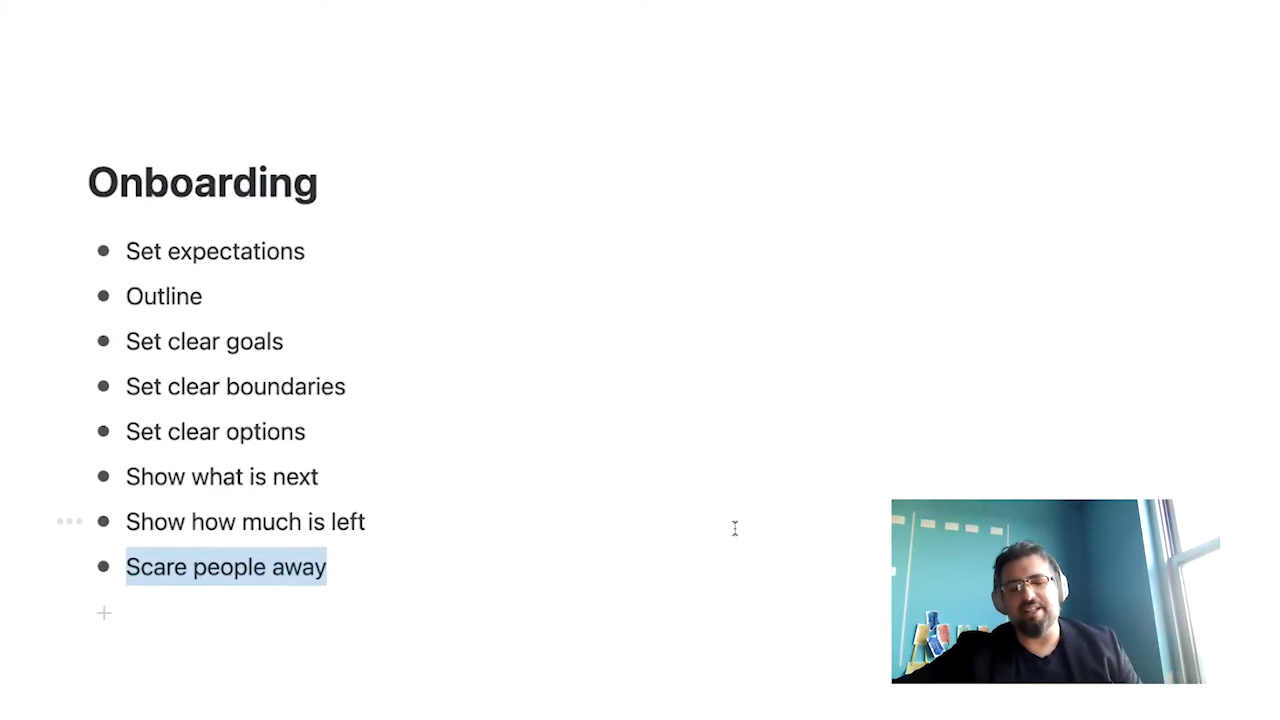 Onboarding
Set expectations
Outline
Set clear goals
Set clear boundaries
Set clear options
Show what is next
Show how much is left
Scare people away